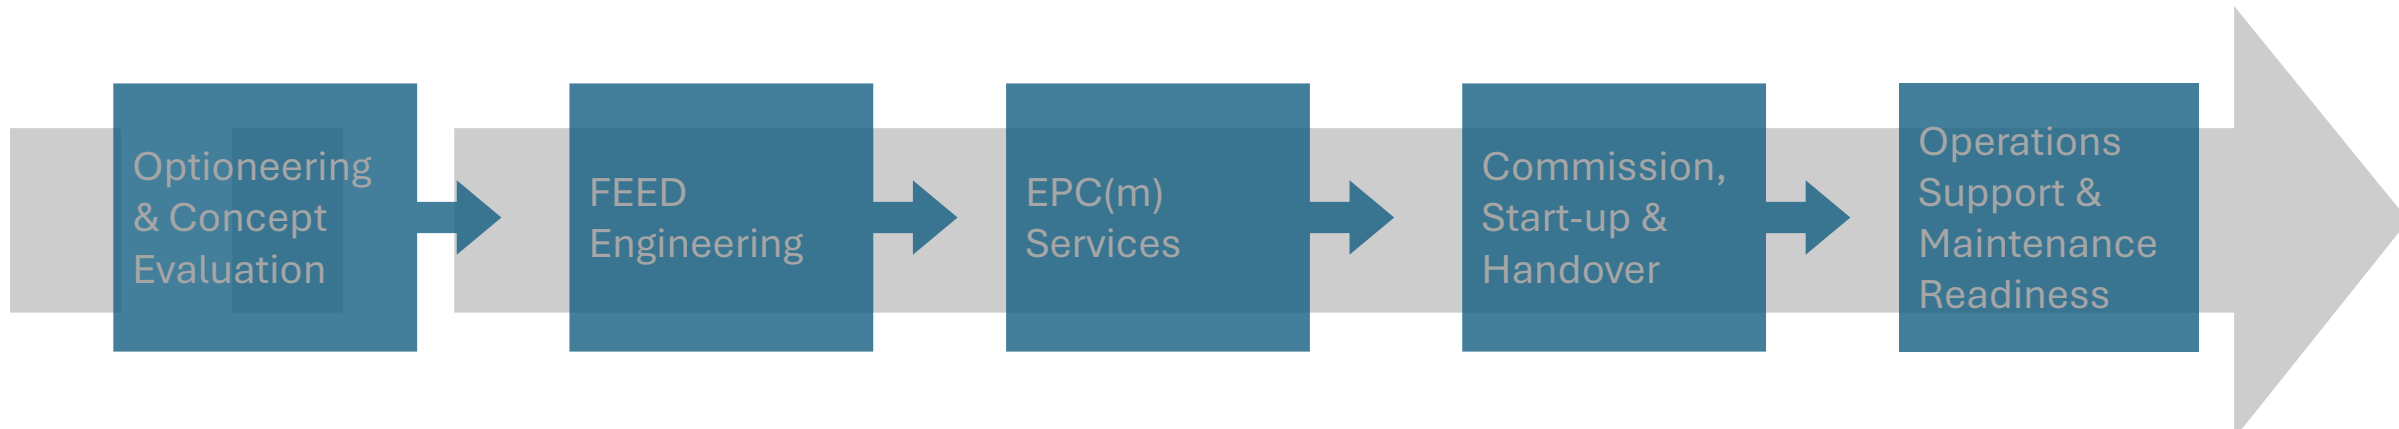 Optioneering
& Concept
Evaluation
FEED
Engineering
EPC(m)
Services
Commission,
Start-up &
Handover
Operations
Support &
Maintenance
Readiness